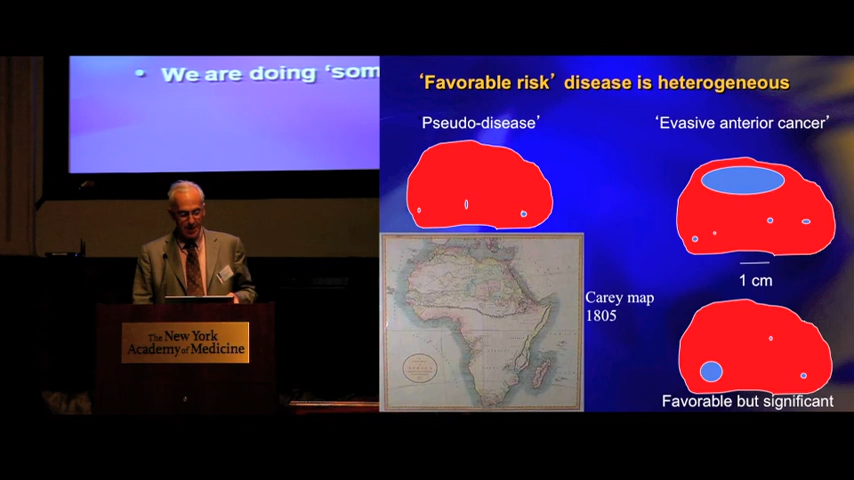 • We are doing ‘som
The New York
Academy of Medicine
‘Favorable risk’ disease is heterogeneous
Pseudo-disease’
‘Evasive anterior cancer’
1 cm
Carey map
1805
Favorable but significant